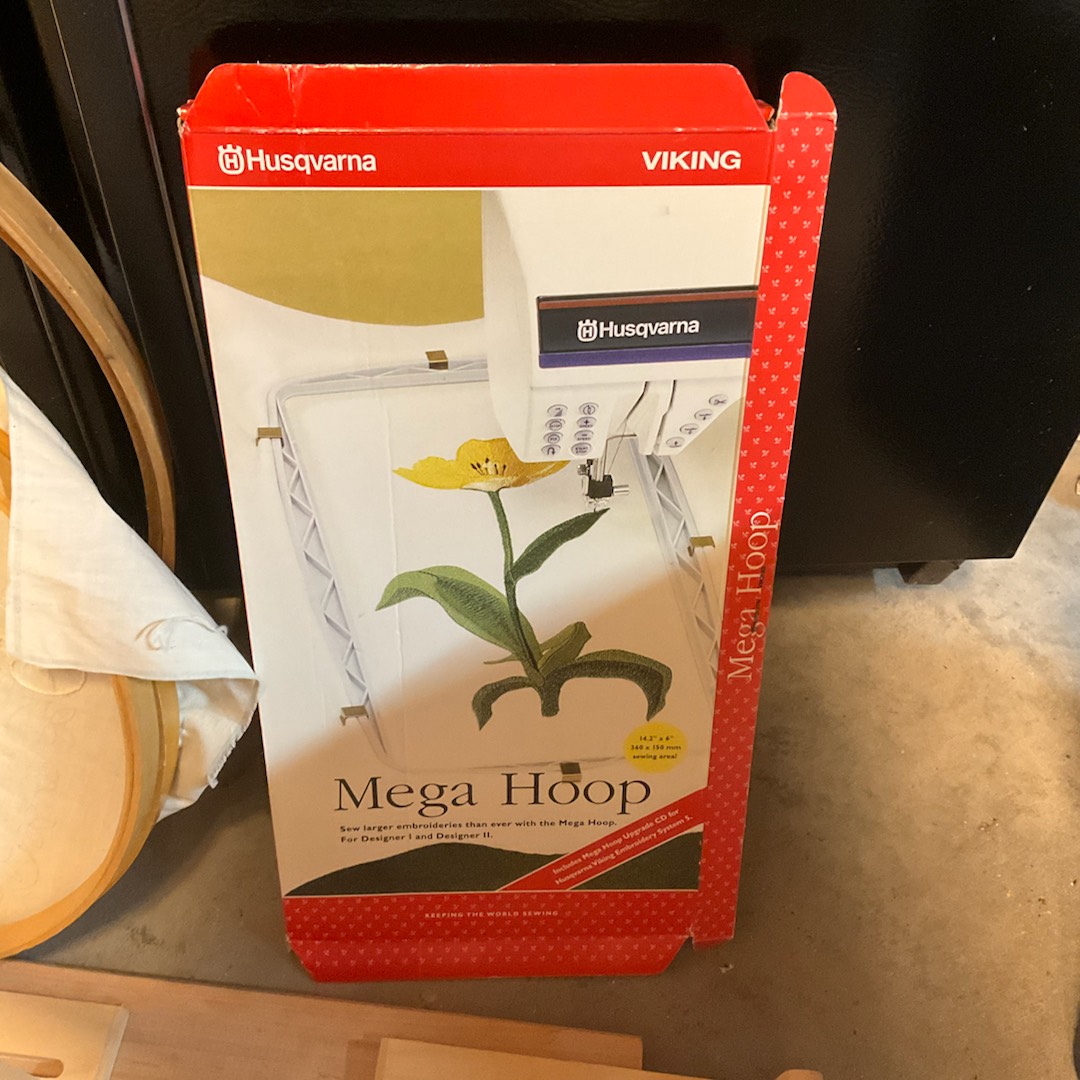 Husqvarna VIKING
Husqvarna
14.2" x 6"
360 x 150 mm
sewing area!
Mega Hoop
Sew larger embroideries than ever with the Mega Hoop.
For Designer I and Designer II.
Includes Mega Hoop Upgrade CD for
Husqvarna Viking Embroidery System 5.
KEEPING THE WORLD SEWING
Mega Hoop